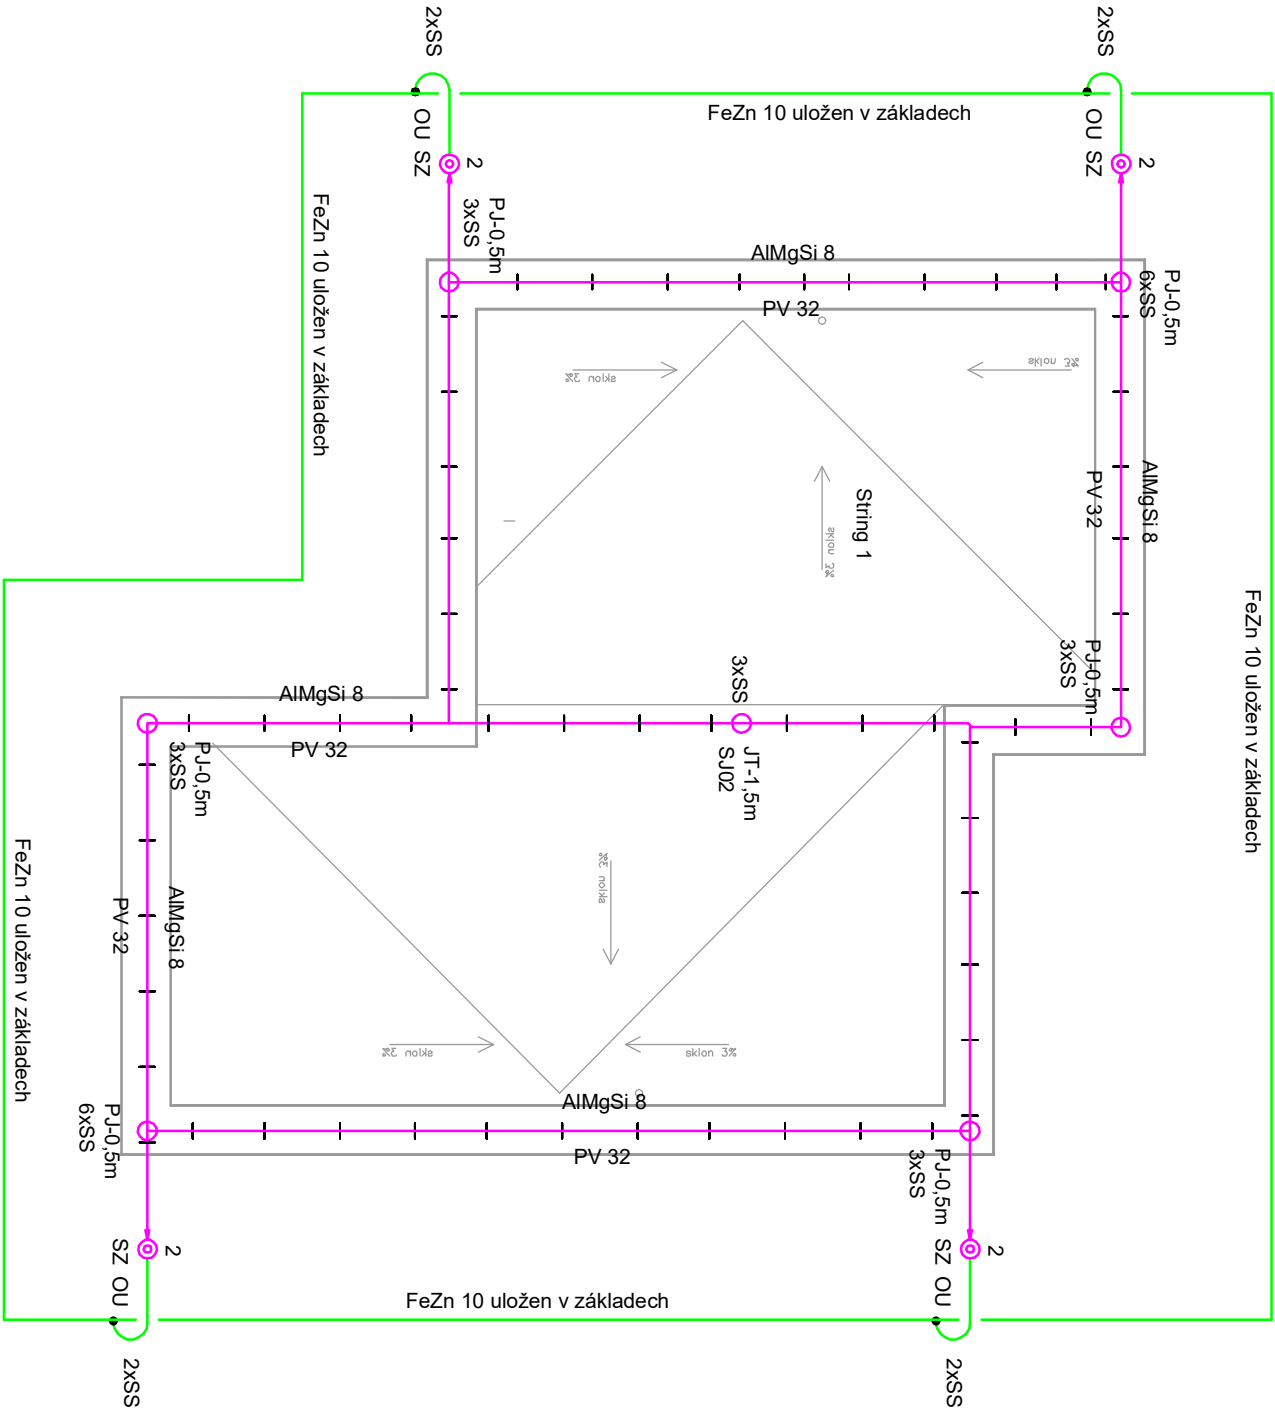 2xSS
2xSS
FeZn 10 uložen v základech
OU SZ
2
OU SZ
2
FeZn 10 uložen v základech
PJ-0,5m
3xSS
AlMgSi 8
PV 32
PJ-0,5m
6xSS
sklon 3%
sklon 3%
AlMgSi 8
PV 32
String 1
sklon 3%
FeZn 10 uložen v základech
PJ-0,5m
3xSS
3xSS
JT-1,5m
SJ02
AlMgSi 8
PV 32
PJ-0,5m
3xSS
FeZn 10 uložen v základech
AlMgSi 8
PV 32
sklon 3%
sklon 3%
sklon 3%
AlMgSi 8
PV 32
PJ-0,5m
6xSS
PJ-0,5m
3xSS
SZ OU
2
SZ OU
2
FeZn 10 uložen v základech
2xSS
2xSS